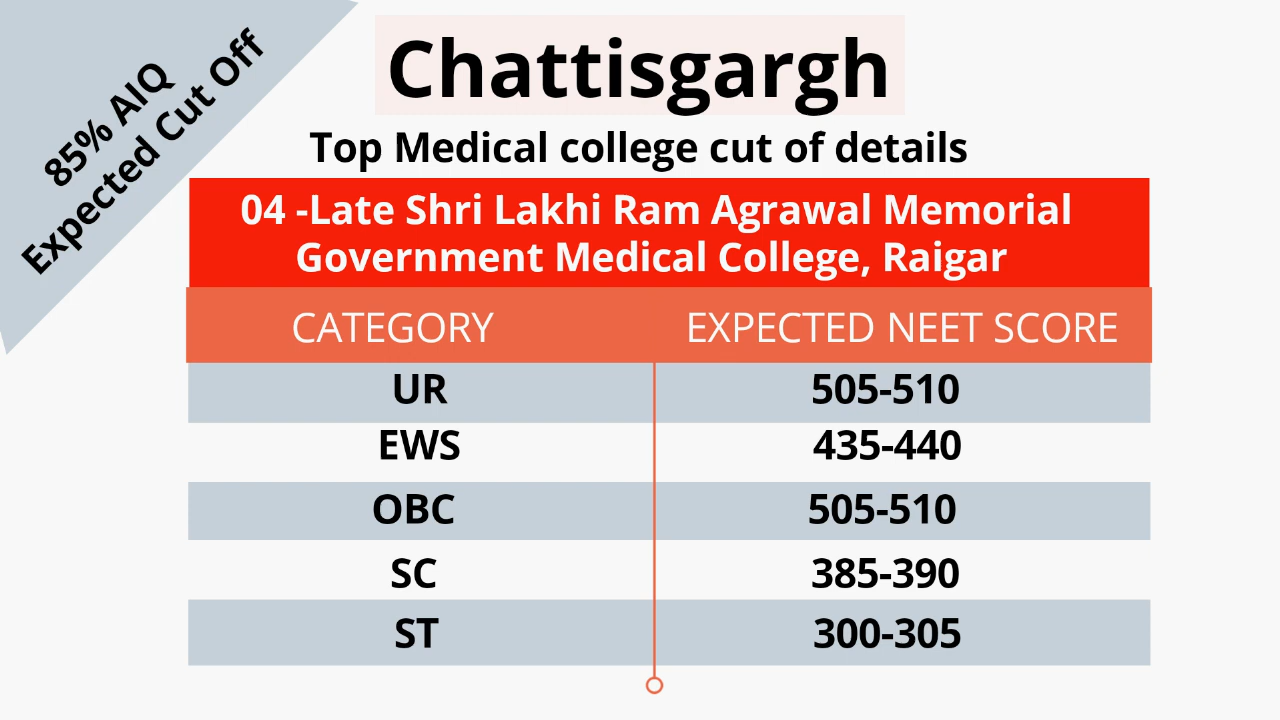 85% AIQ
Expected Cut Off
Chattisgargh
Top Medical college cut of details
04 -Late Shri Lakhi Ram Agrawal Memorial
Government Medical College, Raigar
CATEGORY EXPECTED NEET SCORE
UR 505-510
EWS 435-440
OBC 505-510
SC 385-390
ST 300-305